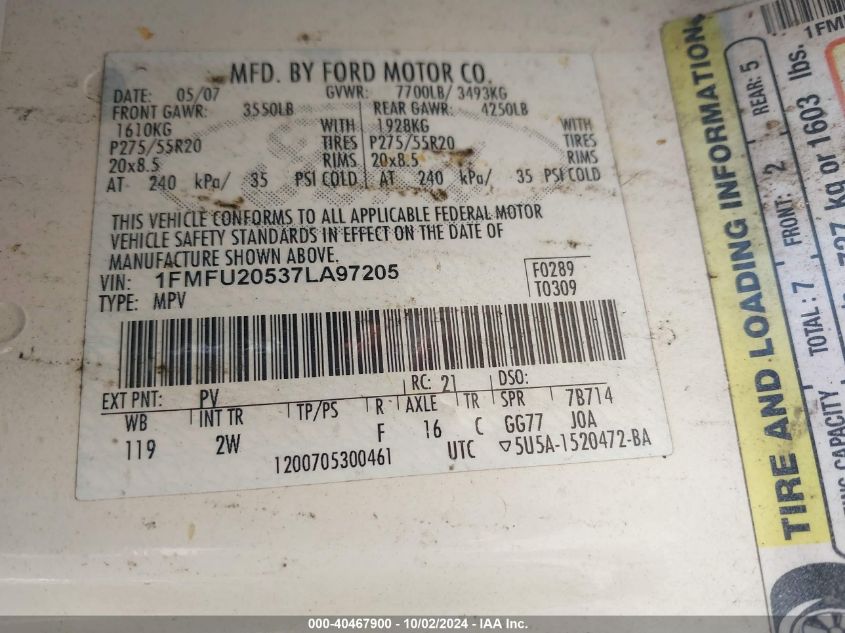 MFD. BY FORD MOTOR CO.
DATE: 05/07 GVWR: 7700LB/ 3493KG
FRONT GAWR: 3550LB REAR GAWR: 4250LB
1610KG WITH 1928KG WITH
P275/55R20 TIRES P275/55R20 TIRES
20x8.5 RIMS 20x8.5 RIMS
AT 240 kPa/ 35 PSI COLD AT 240 kPa/ 35 PSI COLD
THIS VEHICLE CONFORMS TO ALL APPLICABLE FEDERAL MOTOR
VEHICLE SAFETY STANDARDS IN EFFECT ON THE DATE OF
MANUFACTURE SHOWN ABOVE.
VIN: 1FMFU20537LA97205 F0289
TYPE: MPV T0309
EXT PNT: PV RC: 21 DSO:
WB INT TR TP/PS R AXLE TR SPR 7B714
119 2W F 16 C GG77 JOA
1200705300461 UTC ▽5U5A-1520472-BA
TIRE AND LOADING INFORMATION
TOTAL: 7 FRONT: 2 REAR: 5
727 kg or 1603 lbs.
CAPACITY
000-40467900 - 10/02/2024 - IAA Inc.